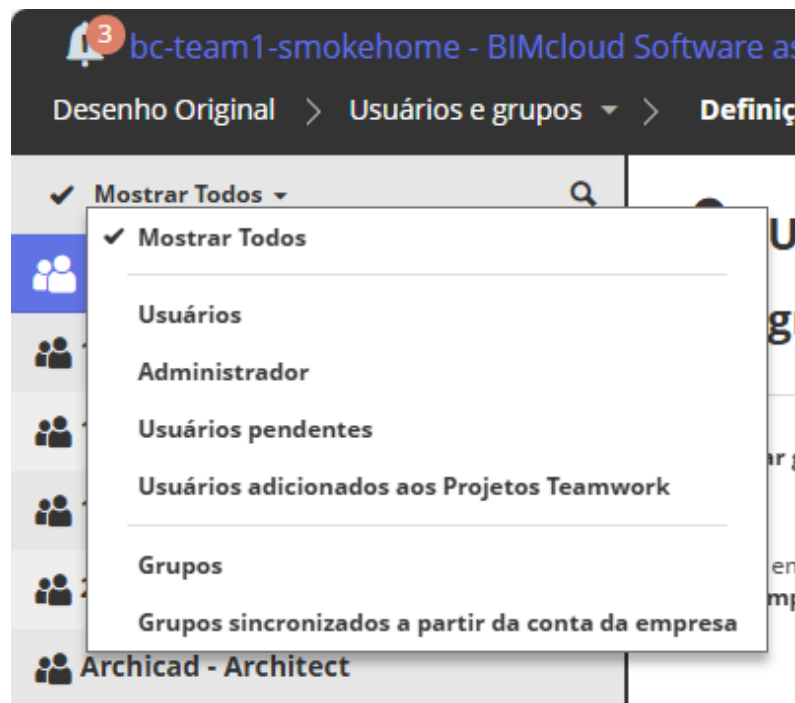 3
bc-team1-smokehome - BIMcloud Software as
Desenho Original > Usuários e grupos >
Mostrar Todos
Mostrar Todos
Usuários
Administrador
Usuários pendentes
Usuários adicionados aos Projetos Teamwork
Grupos
Grupos sincronizados a partir da conta da empresa
Archicad - Architect